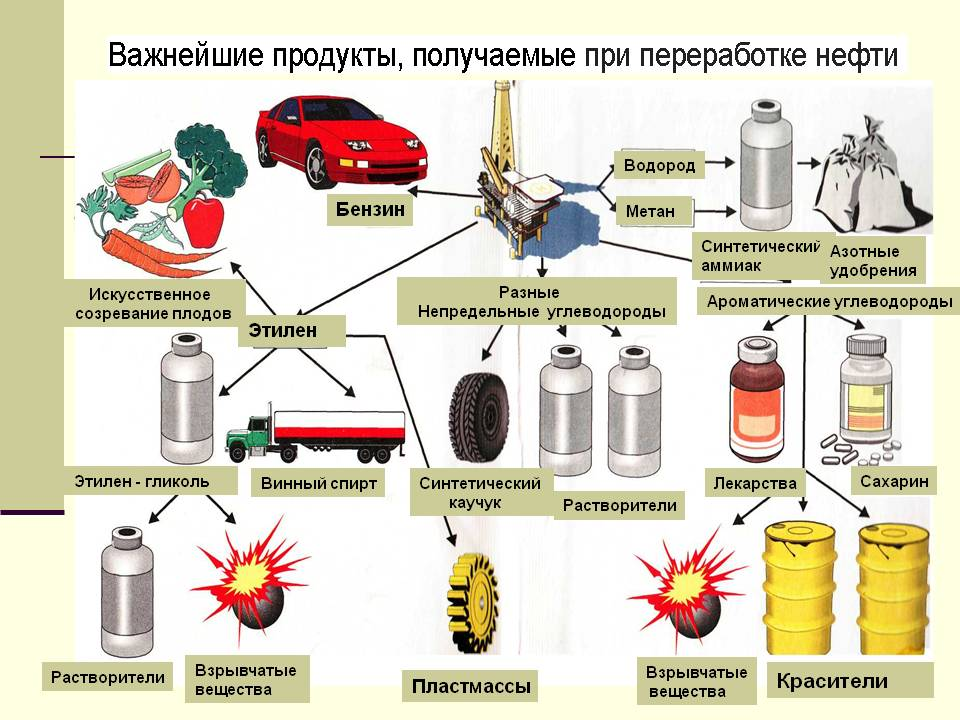 Важнейшие продукты, получаемые при переработке нефти
Водород
Бензин
Метан
Синтетический
аммиак
Азотные
удобрения
Искусственное
созревание плодов
Разные
Непредельные углеводороды
Ароматические углеводороды
Этилен
Этилен - гликоль
Винный спирт
Синтетический
каучук
Растворители
Лекарства
Сахарин
Растворители
Взрывчатые
вещества
Пластмассы
Взрывчатые
вещества
Красители